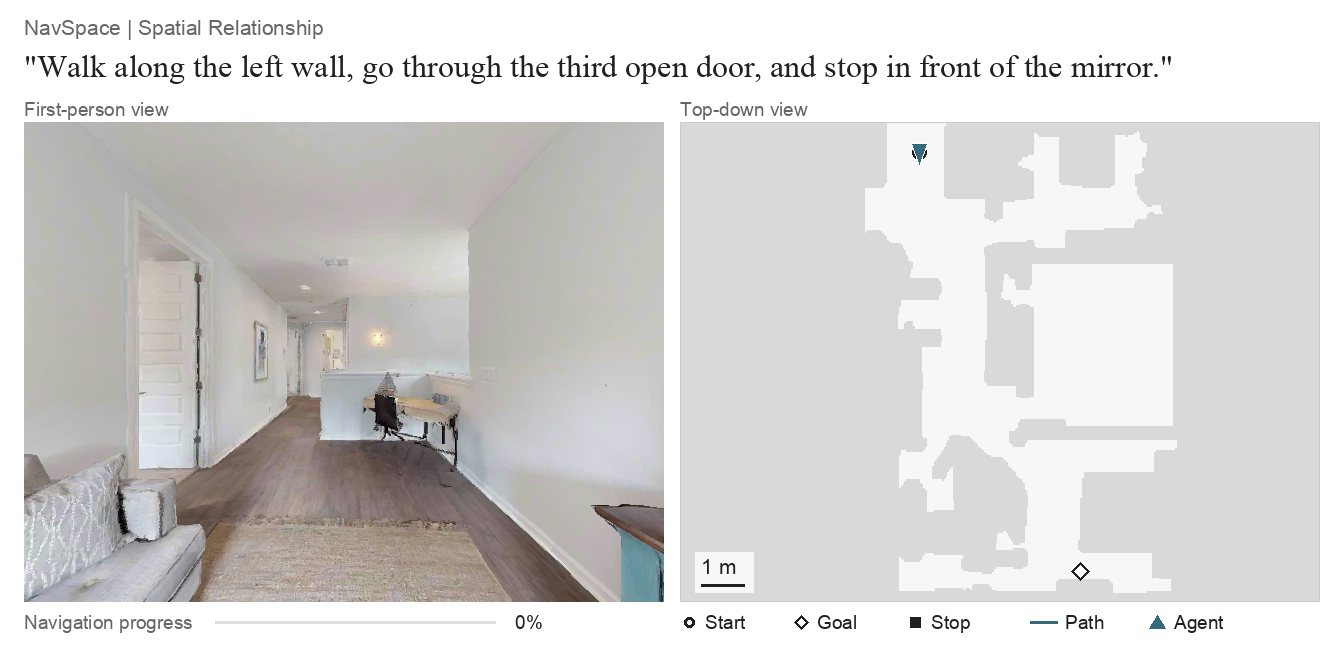 NavSpace | Spatial Relationship
"Walk along the left wall, go through the third open door, and stop in front of the mirror."
First-person view
Top-down view
1 m
Navigation progress
0%
Start
Goal
Stop
Path
Agent